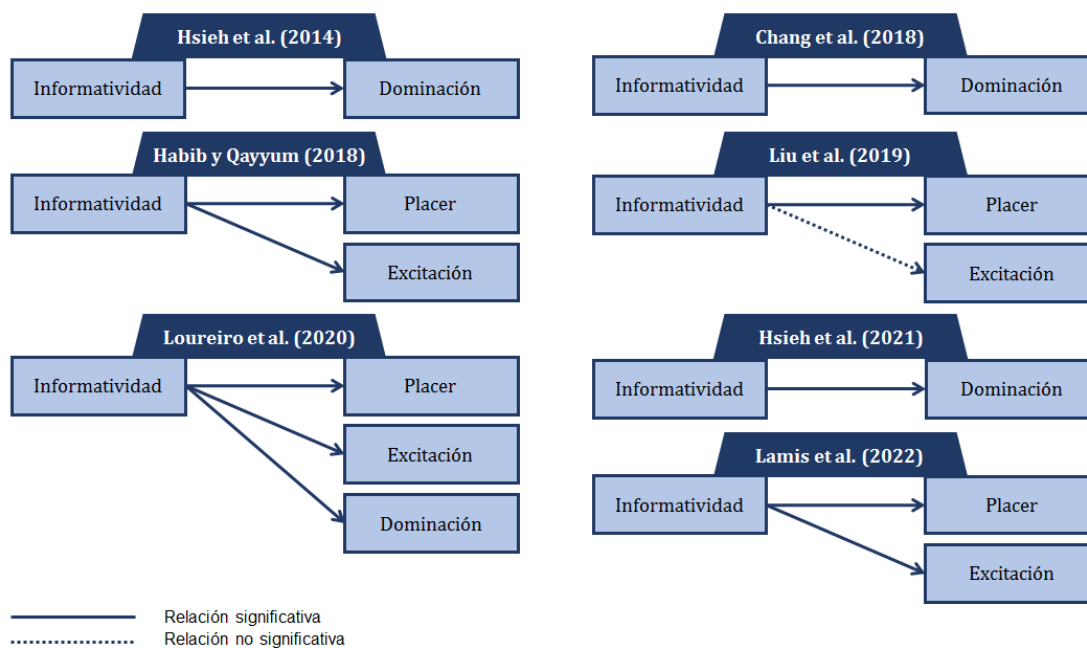 Hsieh et al. (2014)
Informatividad
Dominación
Chang et al. (2018)
Informatividad
Dominación
Habib y Qayyum (2018)
Informatividad
Placer
Excitación
Liu et al. (2019)
Informatividad
Placer
Excitación
Loureiro et al. (2020)
Informatividad
Placer
Excitación
Dominación
Hsieh et al. (2021)
Informatividad
Dominación
Lamis et al. (2022)
Informatividad
Placer
Excitación
Relación significativa
Relación no significativa